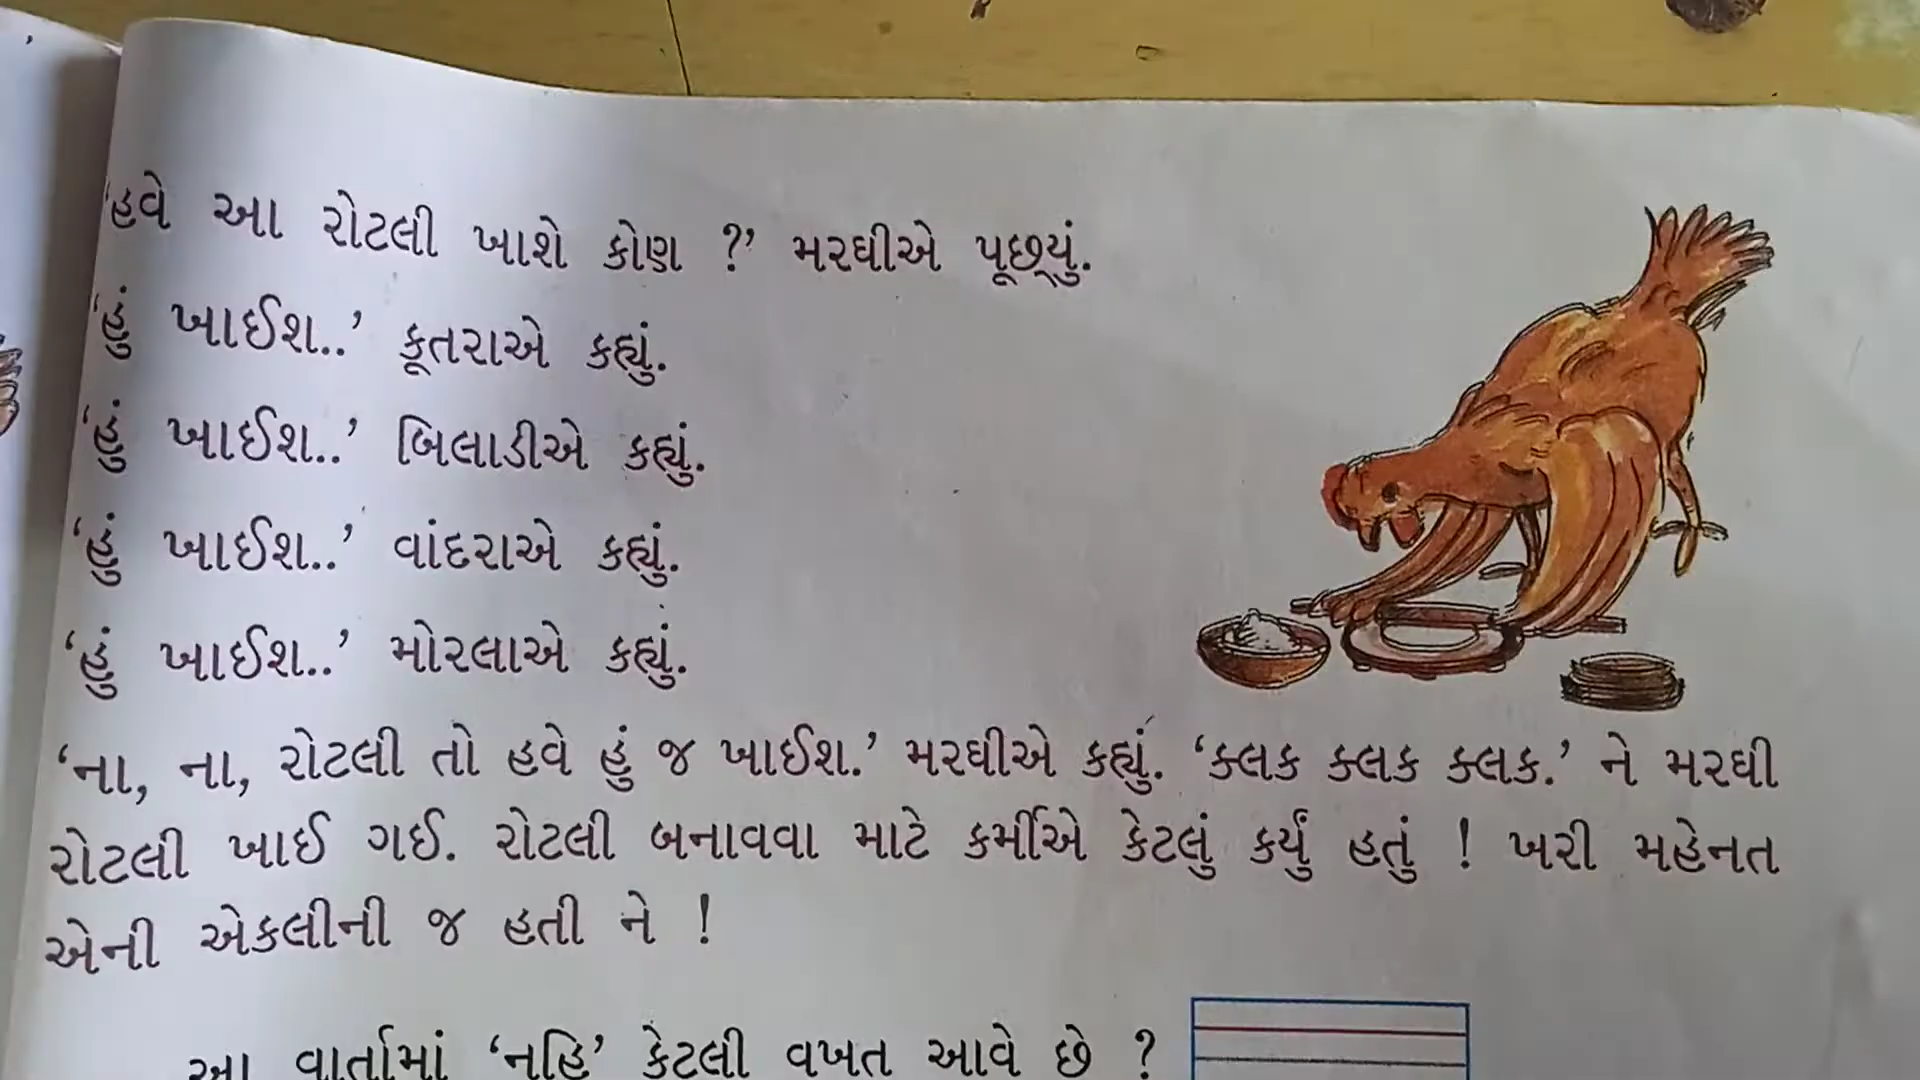 ‘હવે આ રોટલી ખાશે કોણ ?’ મરઘીએ પૂછ્યું.
‘હું ખાઈશ..’ કૂતરાએ કહ્યું.
‘હું ખાઈશ..’ બિલાડીએ કહ્યું.
‘હું ખાઈશ..’ વાંદરાએ કહ્યું.
‘હું ખાઈશ..’ મોરલાએ કહ્યું.
‘ના, ના, રોટલી તો હવે હું જ ખાઈશ.’ મરઘીએ કહ્યું. ‘ક્લક ક્લક ક્લક.’ ને મરઘી
રોટલી ખાઈ ગઈ. રોટલી બનાવવા માટે કર્મીએ કેટલું કર્યું હતું ! ખરી મહેનત
એની એકલીની જ હતી ને !
આ વાર્તામાં ‘નહિ’ કેટલી વખત આવે છે ?